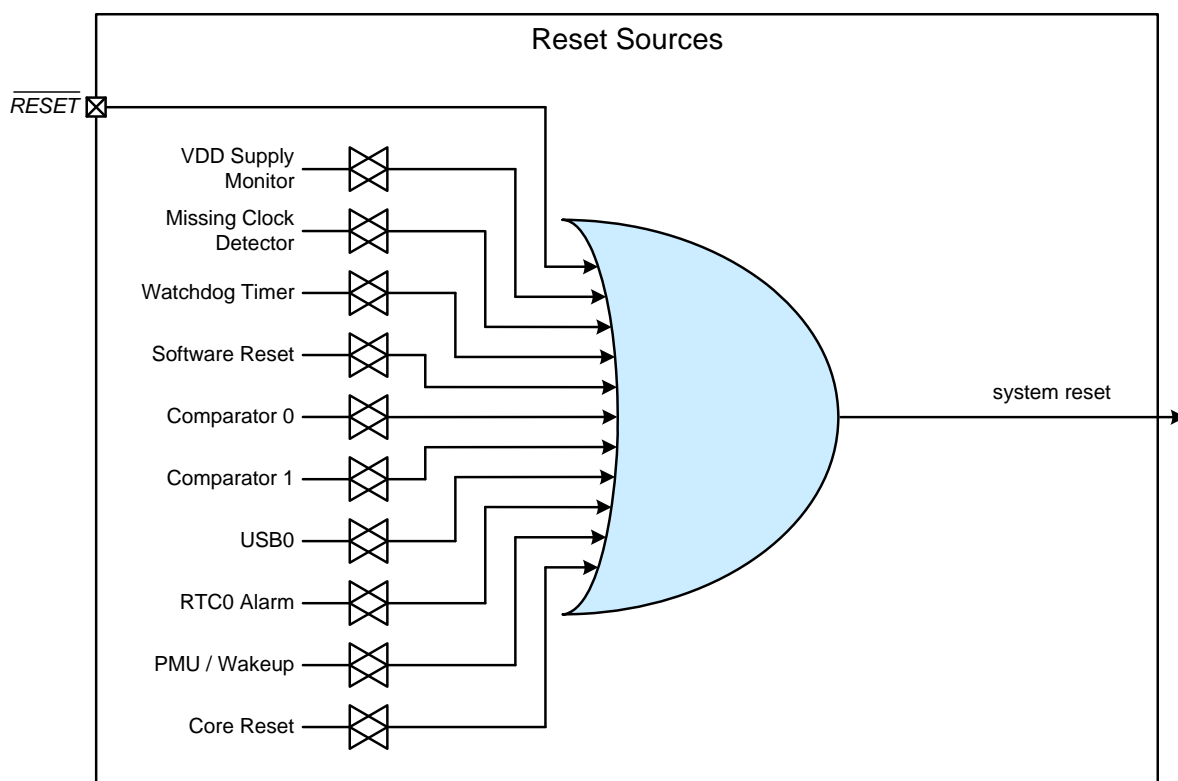 Reset Sources
RESET
VDD Supply
Monitor
Missing Clock
Detector
Watchdog Timer
Software Reset
Comparator 0
system reset
Comparator 1
USB0
RTC0 Alarm
PMU / Wakeup
Core Reset